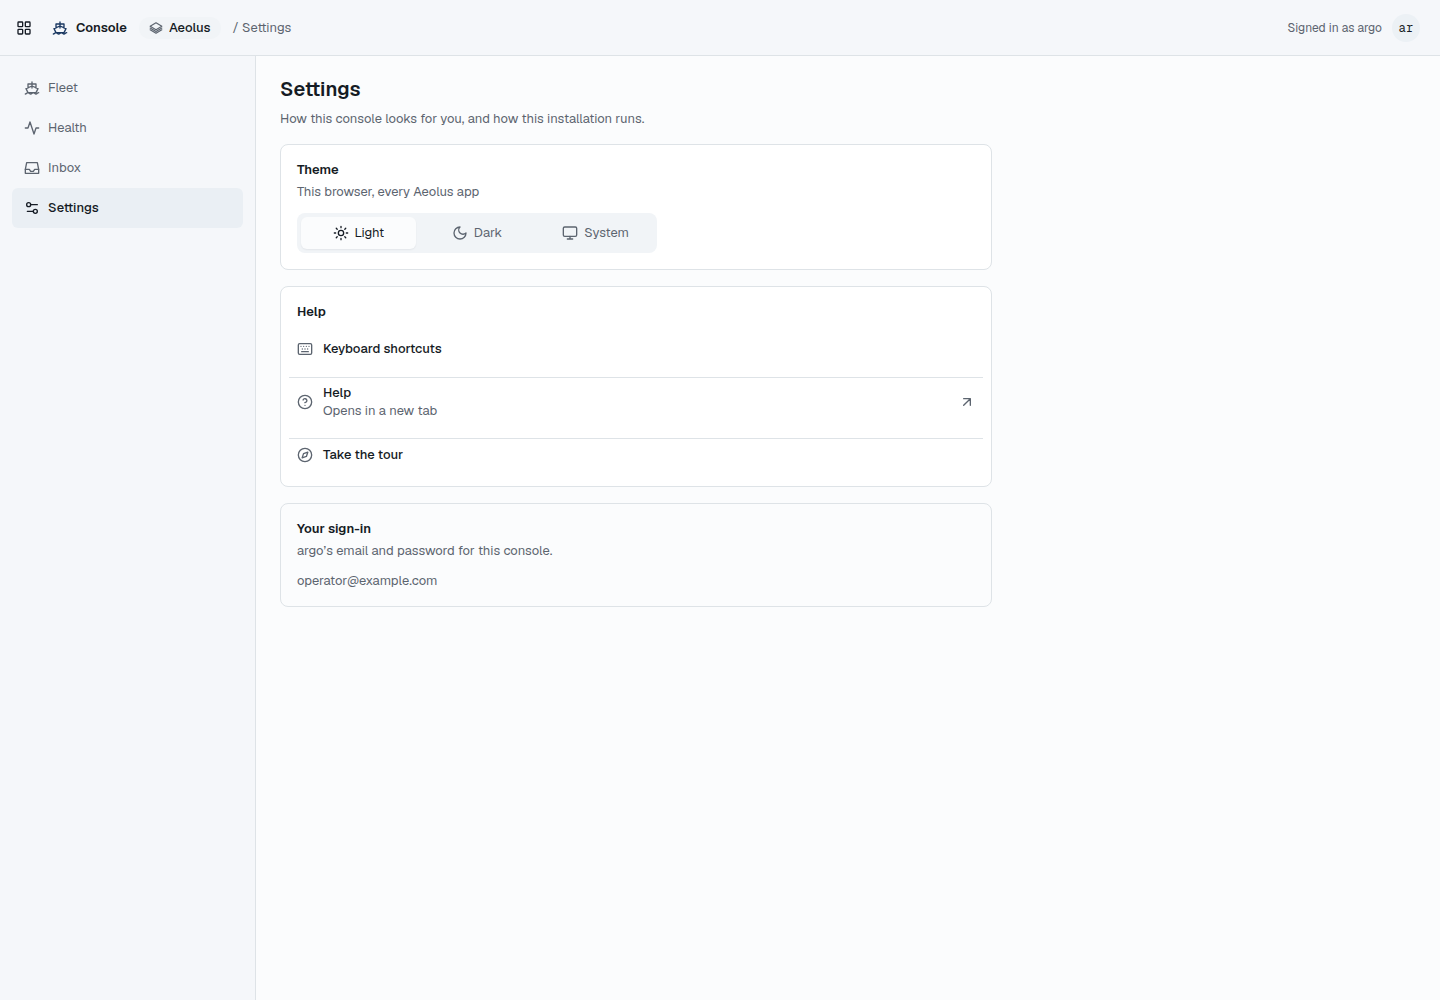 Console
Aeolus
/ Settings
Signed in as argo
ar
Fleet
Health
Inbox
Settings
Settings
How this console looks for you, and how this installation runs.
Theme
This browser, every Aeolus app
Light
Dark
System
Help
Keyboard shortcuts
Help
Opens in a new tab
Take the tour
Your sign-in
argo’s email and password for this console.
operator@example.com